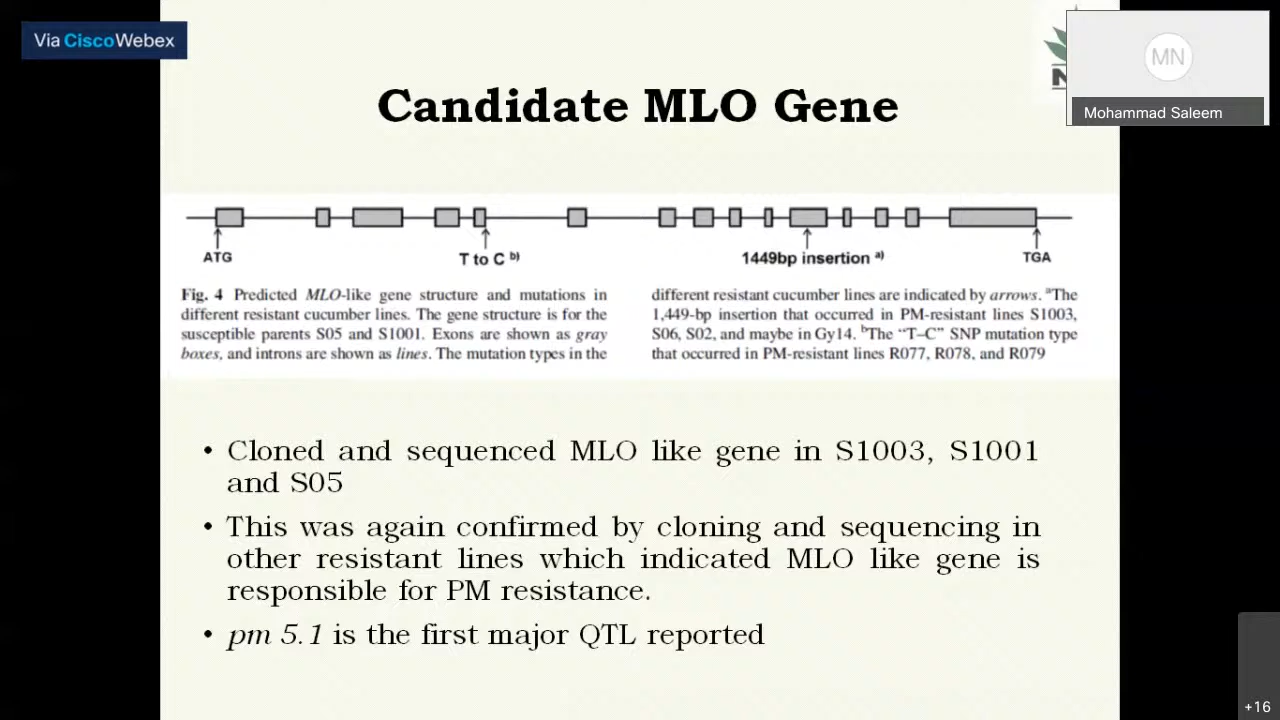 Via CiscoWebex
MN
Mohammad Saleem
Candidate MLO Gene
ATG
T to C b)
1449bp insertion a)
TGA
Fig. 4 Predicted MLO-like gene structure and mutations in
different resistant cucumber lines. The gene structure is for the
susceptible parents S05 and S1001. Exons are shown as gray
boxes, and introns are shown as lines. The mutation types in the
different resistant cucumber lines are indicated by arrows. aThe
1,449-bp insertion that occurred in PM-resistant lines S1003,
S06, S02, and maybe in Gy14. bThe “T–C” SNP mutation type
that occurred in PM-resistant lines R077, R078, and R079
• Cloned and sequenced MLO like gene in S1003, S1001
and S05
• This was again confirmed by cloning and sequencing in
other resistant lines which indicated MLO like gene is
responsible for PM resistance.
• pm 5.1 is the first major QTL reported
+16